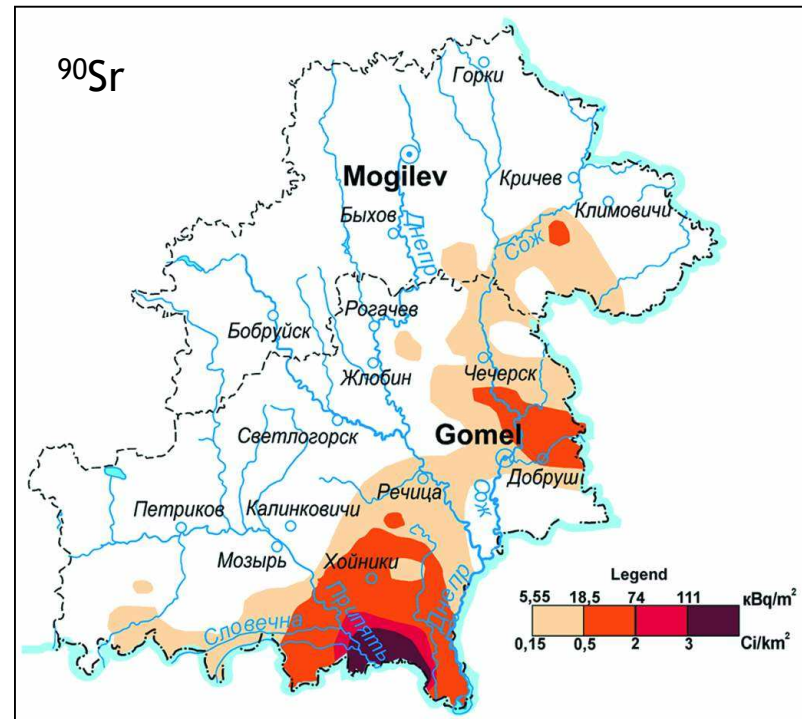 ⁹⁰Sr
Горки
Mogilev
Кричев
Климовичи
Быхов
Днепр
Сож
Рогачев
Бобруйск
Жлобин
Чечерск
Светлогорск
Gomel
Речица
Добруш
Сож
Петриков
Калинковичи
Мозырь
Хойники
Припять
Днепр
Словечна
Legend
5,55 18,5 74 111 кBq/m²
0,15 0,5 2 3 Ci/km²